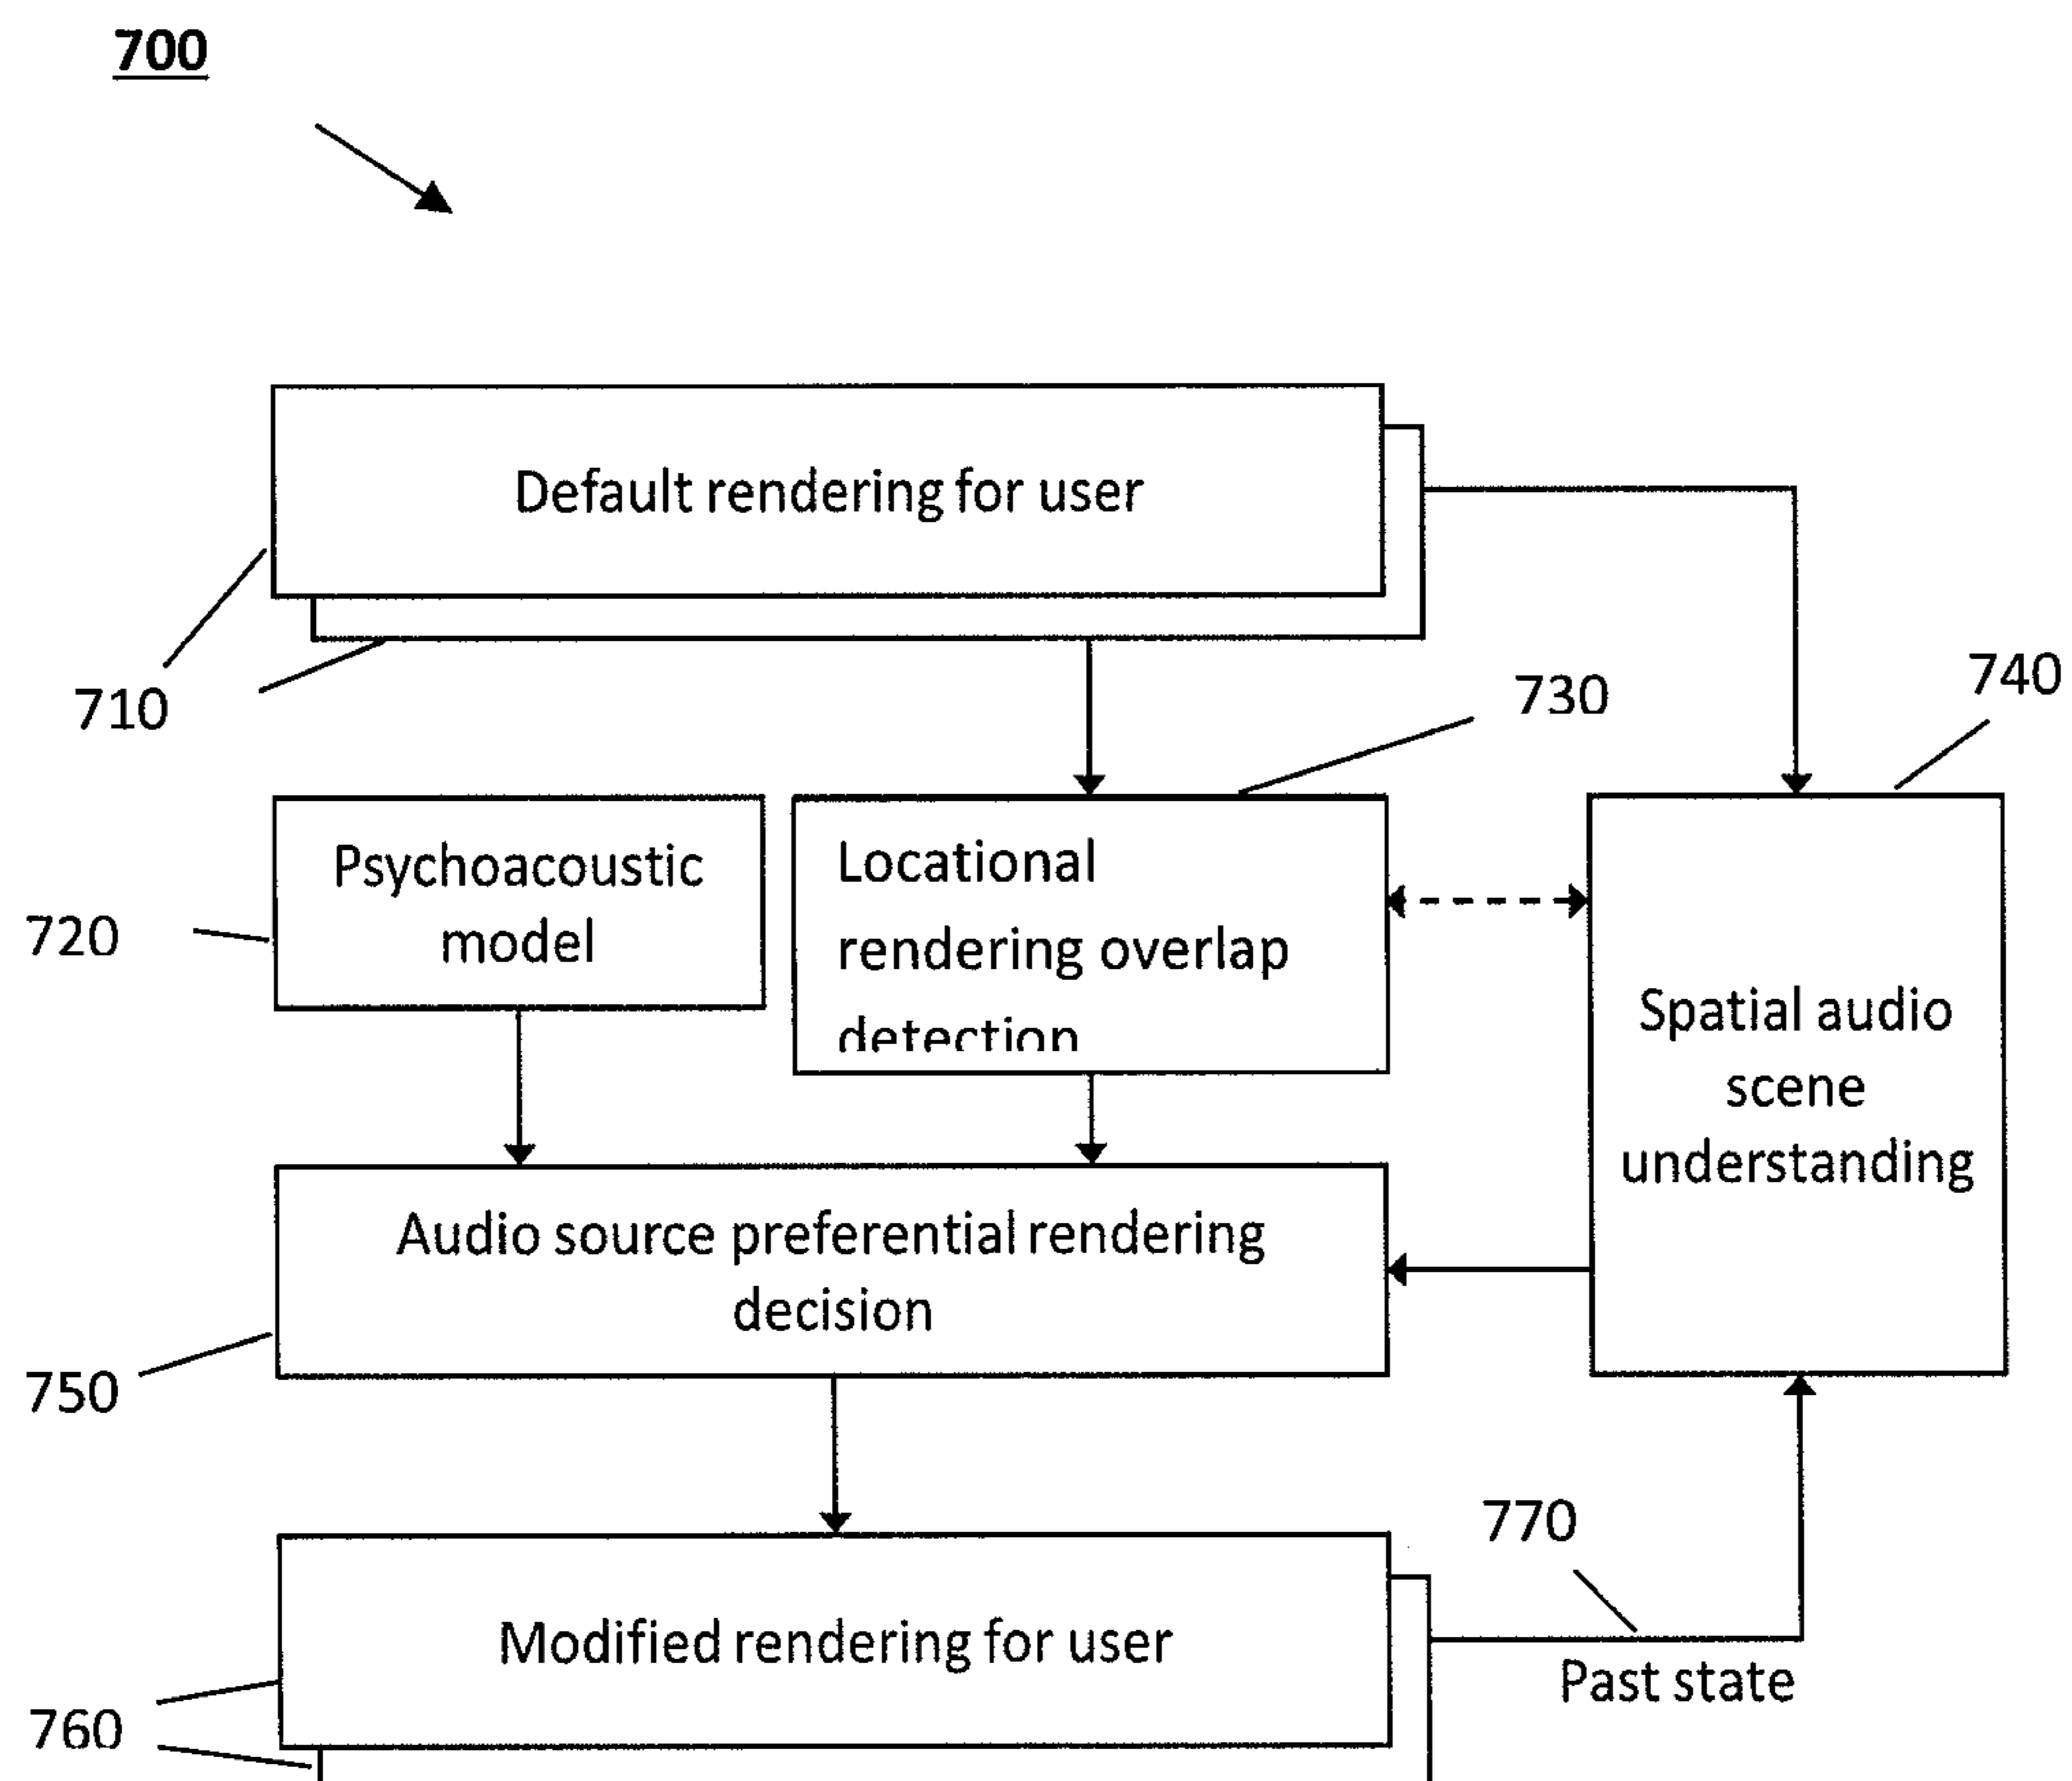 700
Default rendering for user
710
730
740
Psychoacoustic
model
720
Locational
rendering overlap
detection
Spatial audio
scene
understanding
Audio source preferential rendering
decision
750
770
Modified rendering for user
Past state
760